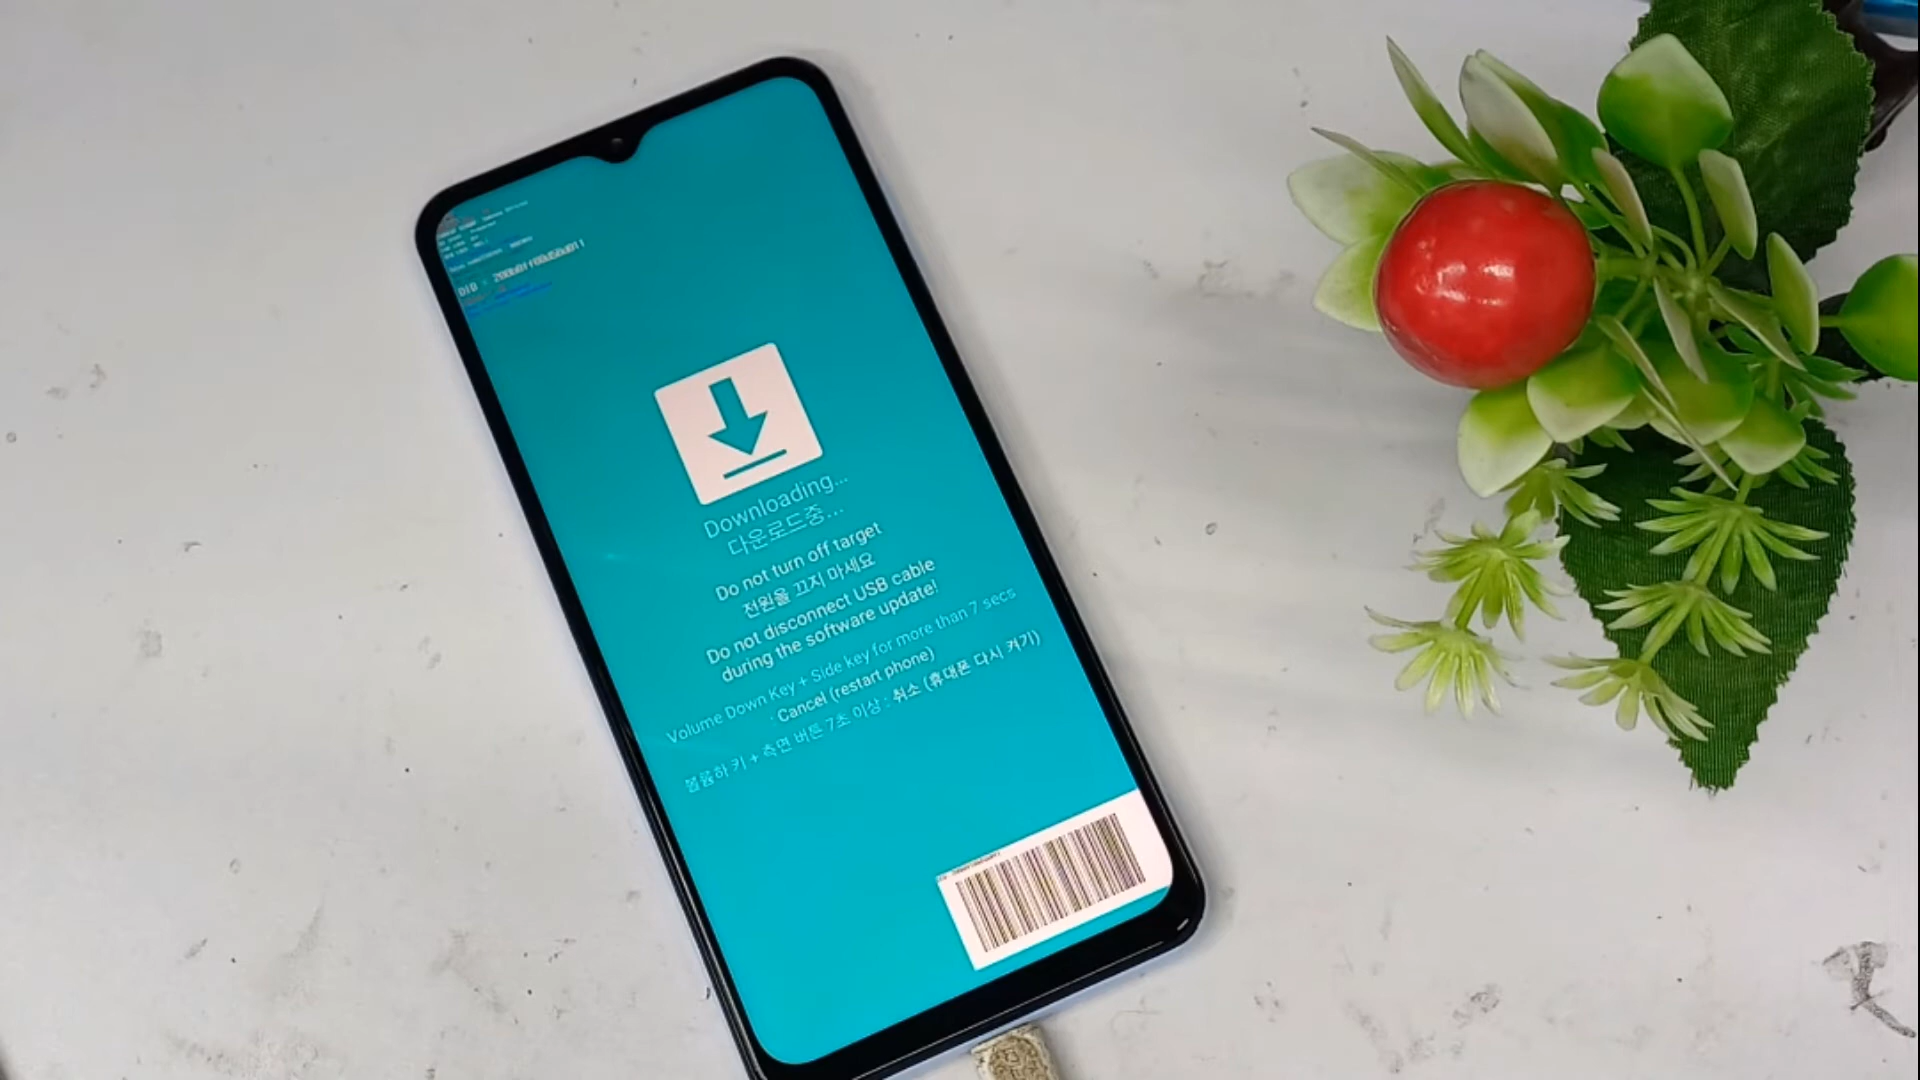 Downloading...
다운로드중...
Do not turn off target
전원을 끄지 마세요
Do not disconnect USB cable
during the software update!
Volume Down Key + Side key for more than 7 secs
: Cancel (restart phone)
볼륨하 키 + 측면 버튼 7초 이상 : 취소 (휴대폰 다시 켜기)